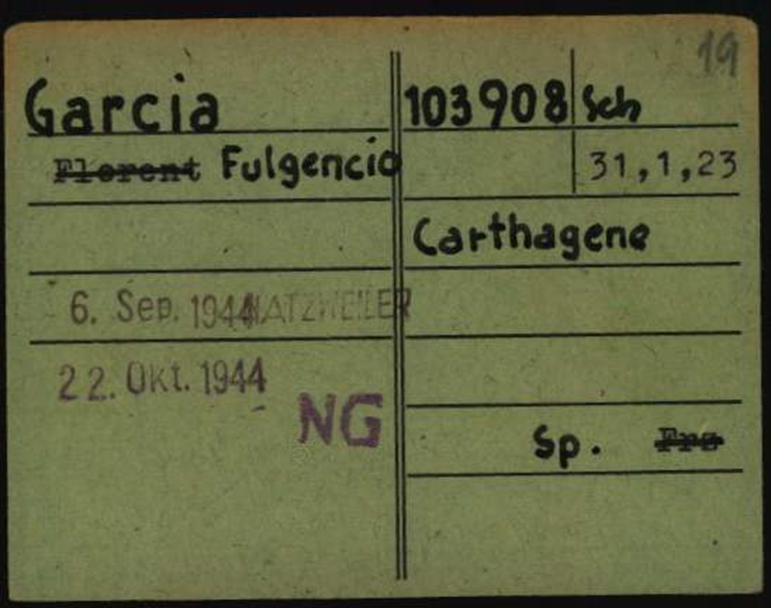 19
Garcia 103908 Sch
Florent Fulgencio 31,1,23
Carthagene
6. Sep. 1944 NATZWEILER
22. Okt. 1944
NG
Sp. Frz